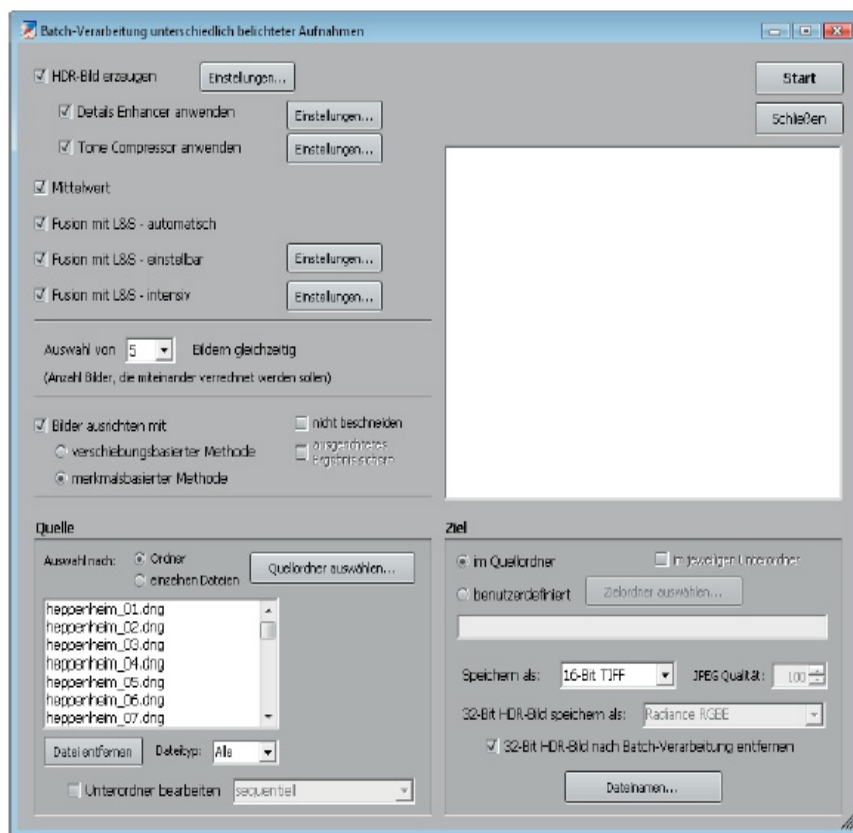 Batch-Verarbeitung unterschiedlich belichteter Aufnahmen
HDR-Bild erzeugen Einstellungen...
Start
Details Enhancer anwenden Einstellungen...
Schließen
Tone Compressor anwenden Einstellungen...
Mittelwert
Fusion mit L&S - automatisch
Fusion mit L&S - einstellbar Einstellungen...
Fusion mit L&S - intensiv Einstellungen...
Auswahl von 5 Bildern gleichzeitig
(Anzahl Bilder, die miteinander verrechnet werden sollen)
Bilder ausrichten mit
nicht beschneiden
verschiebungsbasierter Methode
ausgerichtetes
Ergebnis sichern
merkmalsbasierter Methode
Quelle
Auswahl nach: Ordner
einzelnen Dateien
Quellordner auswählen...
heppenheim_01.dng
heppenheim_02.dng
heppenheim_03.dng
heppenheim_04.dng
heppenheim_05.dng
heppenheim_06.dng
heppenheim_07.dng
Datei entfernen Dateityp: Alle
Unterordner bearbeiten sequentiell
Ziel
im Quellordner im jeweiligen Unterordner
benutzerdefiniert Zielordner auswählen...
Speichern als: 16-Bit TIFF JPEG Qualität: 100
32-Bit HDR-Bild speichern als: Radiance RGBE
32-Bit HDR-Bild nach Batch-Verarbeitung entfernen
Dateinamen...